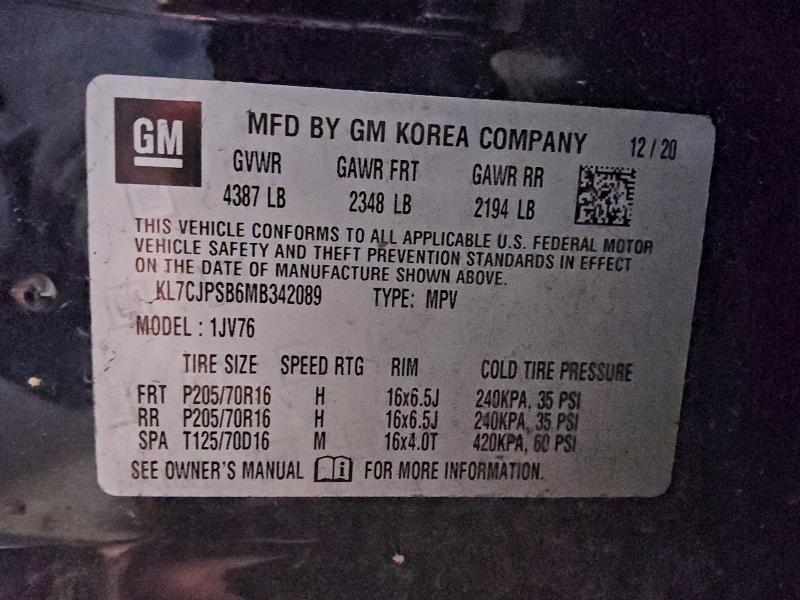 GM MFD BY GM KOREA COMPANY 12/20
GVWR GAWR FRT GAWR RR
4387 LB 2348 LB 2194 LB
THIS VEHICLE CONFORMS TO ALL APPLICABLE U.S. FEDERAL MOTOR
VEHICLE SAFETY AND THEFT PREVENTION STANDARDS IN EFFECT
ON THE DATE OF MANUFACTURE SHOWN ABOVE.
KL7CJPSB6MB342089 TYPE: MPV
MODEL : 1JV76
TIRE SIZE SPEED RTG RIM COLD TIRE PRESSURE
FRT P205/70R16 H 16x6.5J 240KPA, 35 PSI
RR P205/70R16 H 16x6.5J 240KPA, 35 PSI
SPA T125/70D16 M 16x4.0T 420KPA, 60 PSI
SEE OWNER'S MANUAL i FOR MORE INFORMATION.